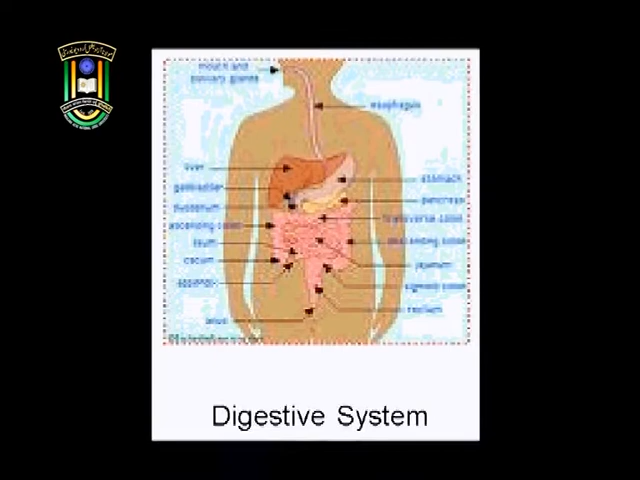 mouth and
salivary glands
esophagus
liver
stomach
gallbladder
pancreas
duodenum
transverse colon
ascending colon
descending colon
ileum
cecum
jejunum
appendix
sigmoid colon
rectum
anus
Digestive System